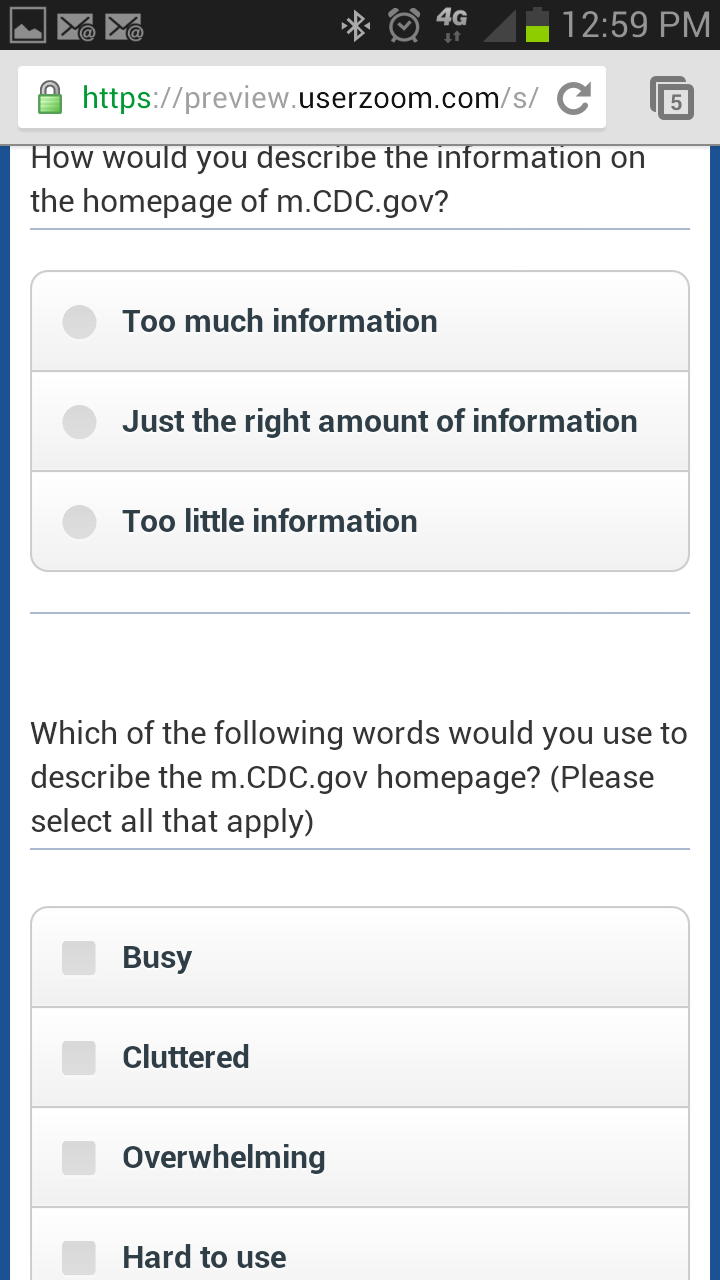 4G 12:59 PM
https://preview.userzoom.com/s/ 5
How would you describe the information on
the homepage of m.CDC.gov?
Too much information
Just the right amount of information
Too little information
Which of the following words would you use to
describe the m.CDC.gov homepage? (Please
select all that apply)
Busy
Cluttered
Overwhelming
Hard to use